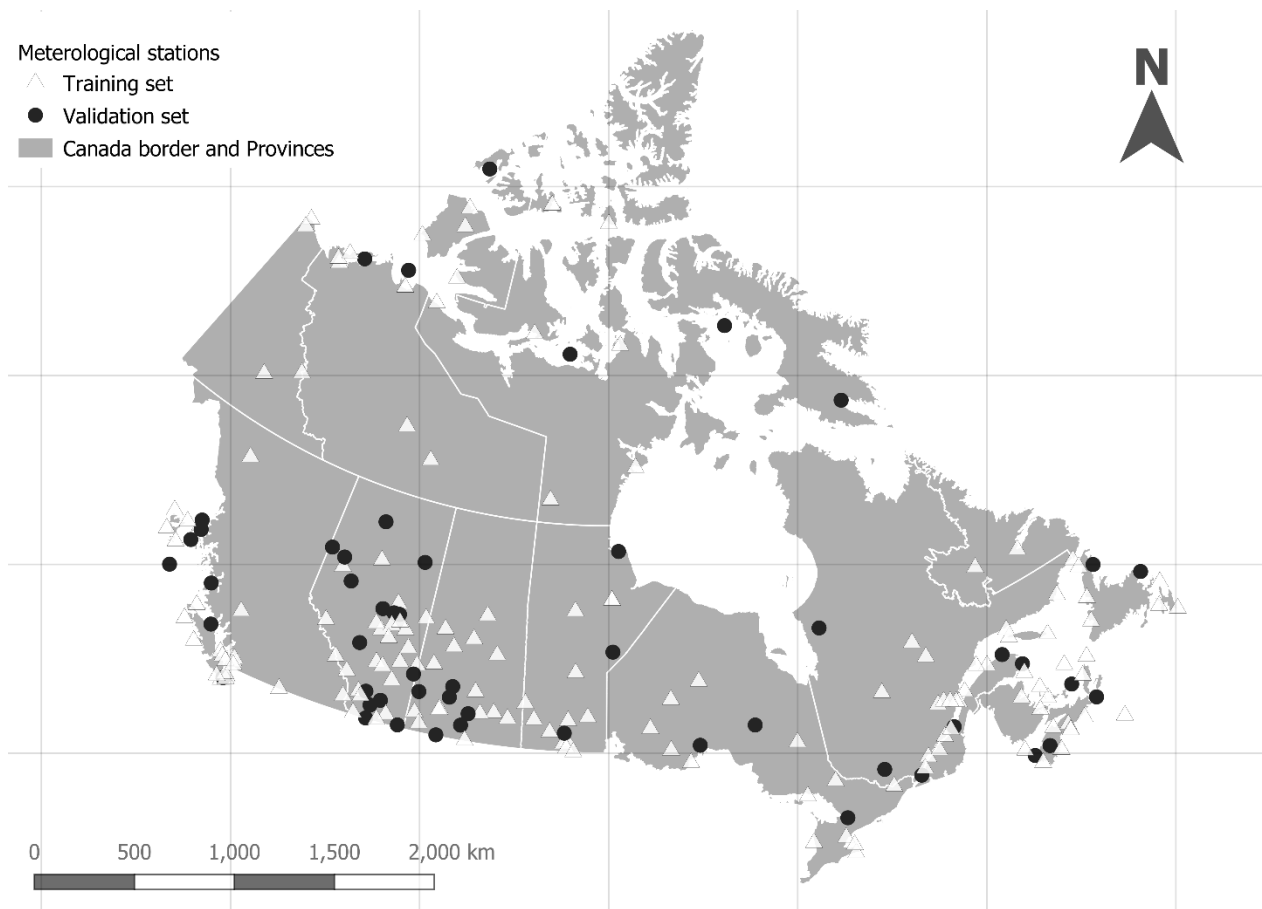 Meterological stations
Training set
Validation set
Canada border and Provinces
N
0 500 1,000 1,500 2,000 km